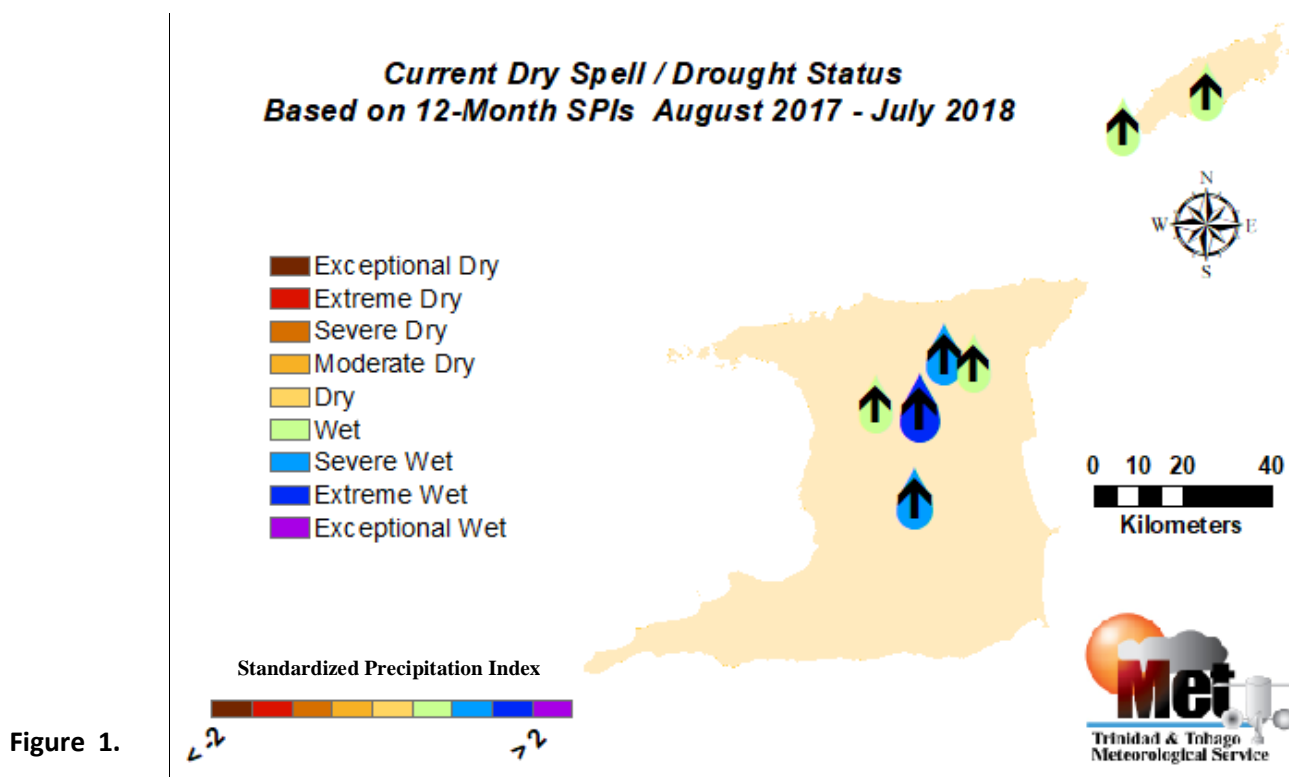 Current Dry Spell / Drought Status
Based on 12-Month SPIs August 2017 - July 2018
N
W E
S
Exceptional Dry
Extreme Dry
Severe Dry
Moderate Dry
Dry
Wet
Severe Wet
Extreme Wet
Exceptional Wet
0 10 20 40
Kilometers
Standardized Precipitation Index
< -2 > 2
Met
Trinidad & Tobago
Meteorological Service
Figure 1.